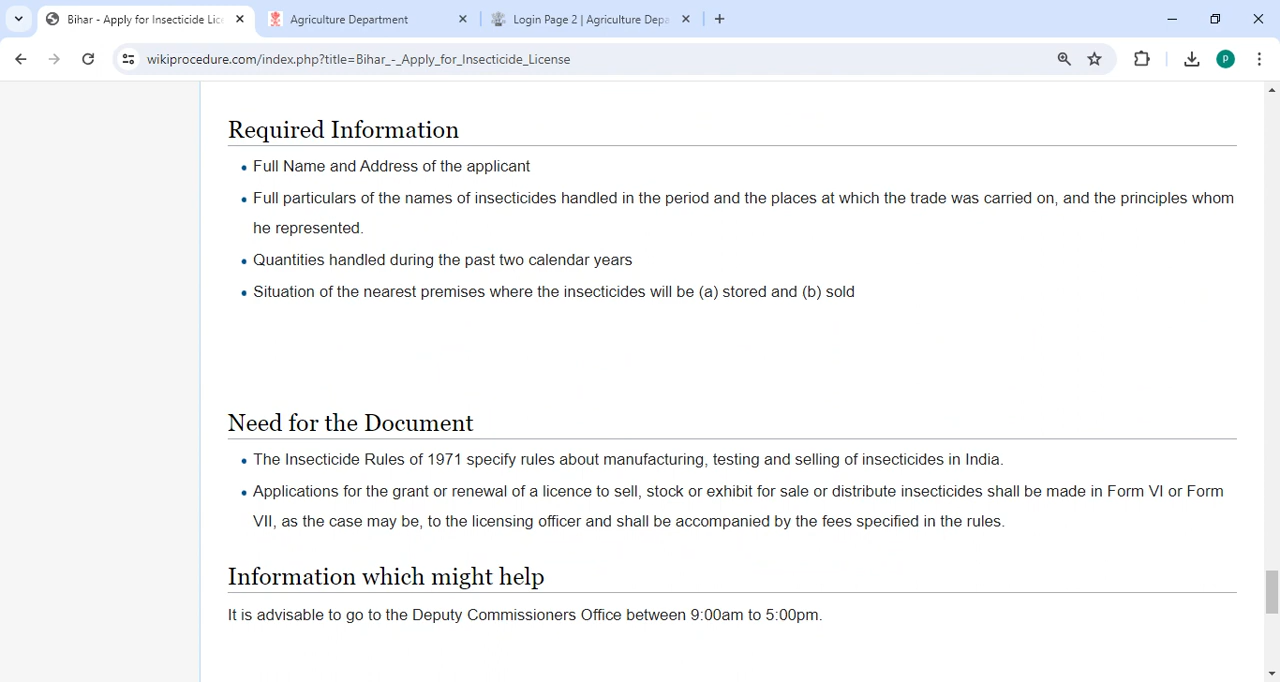 Bihar - Apply for Insecticide Lice
Agriculture Department
Login Page 2 | Agriculture Depa
wikiprocedure.com/index.php?title=Bihar_-_Apply_for_Insecticide_License
P
Required Information
Full Name and Address of the applicant
Full particulars of the names of insecticides handled in the period and the places at which the trade was carried on, and the principles whom
he represented.
Quantities handled during the past two calendar years
Situation of the nearest premises where the insecticides will be (a) stored and (b) sold
Need for the Document
The Insecticide Rules of 1971 specify rules about manufacturing, testing and selling of insecticides in India.
Applications for the grant or renewal of a licence to sell, stock or exhibit for sale or distribute insecticides shall be made in Form VI or Form
VII, as the case may be, to the licensing officer and shall be accompanied by the fees specified in the rules.
Information which might help
It is advisable to go to the Deputy Commissioners Office between 9:00am to 5:00pm.